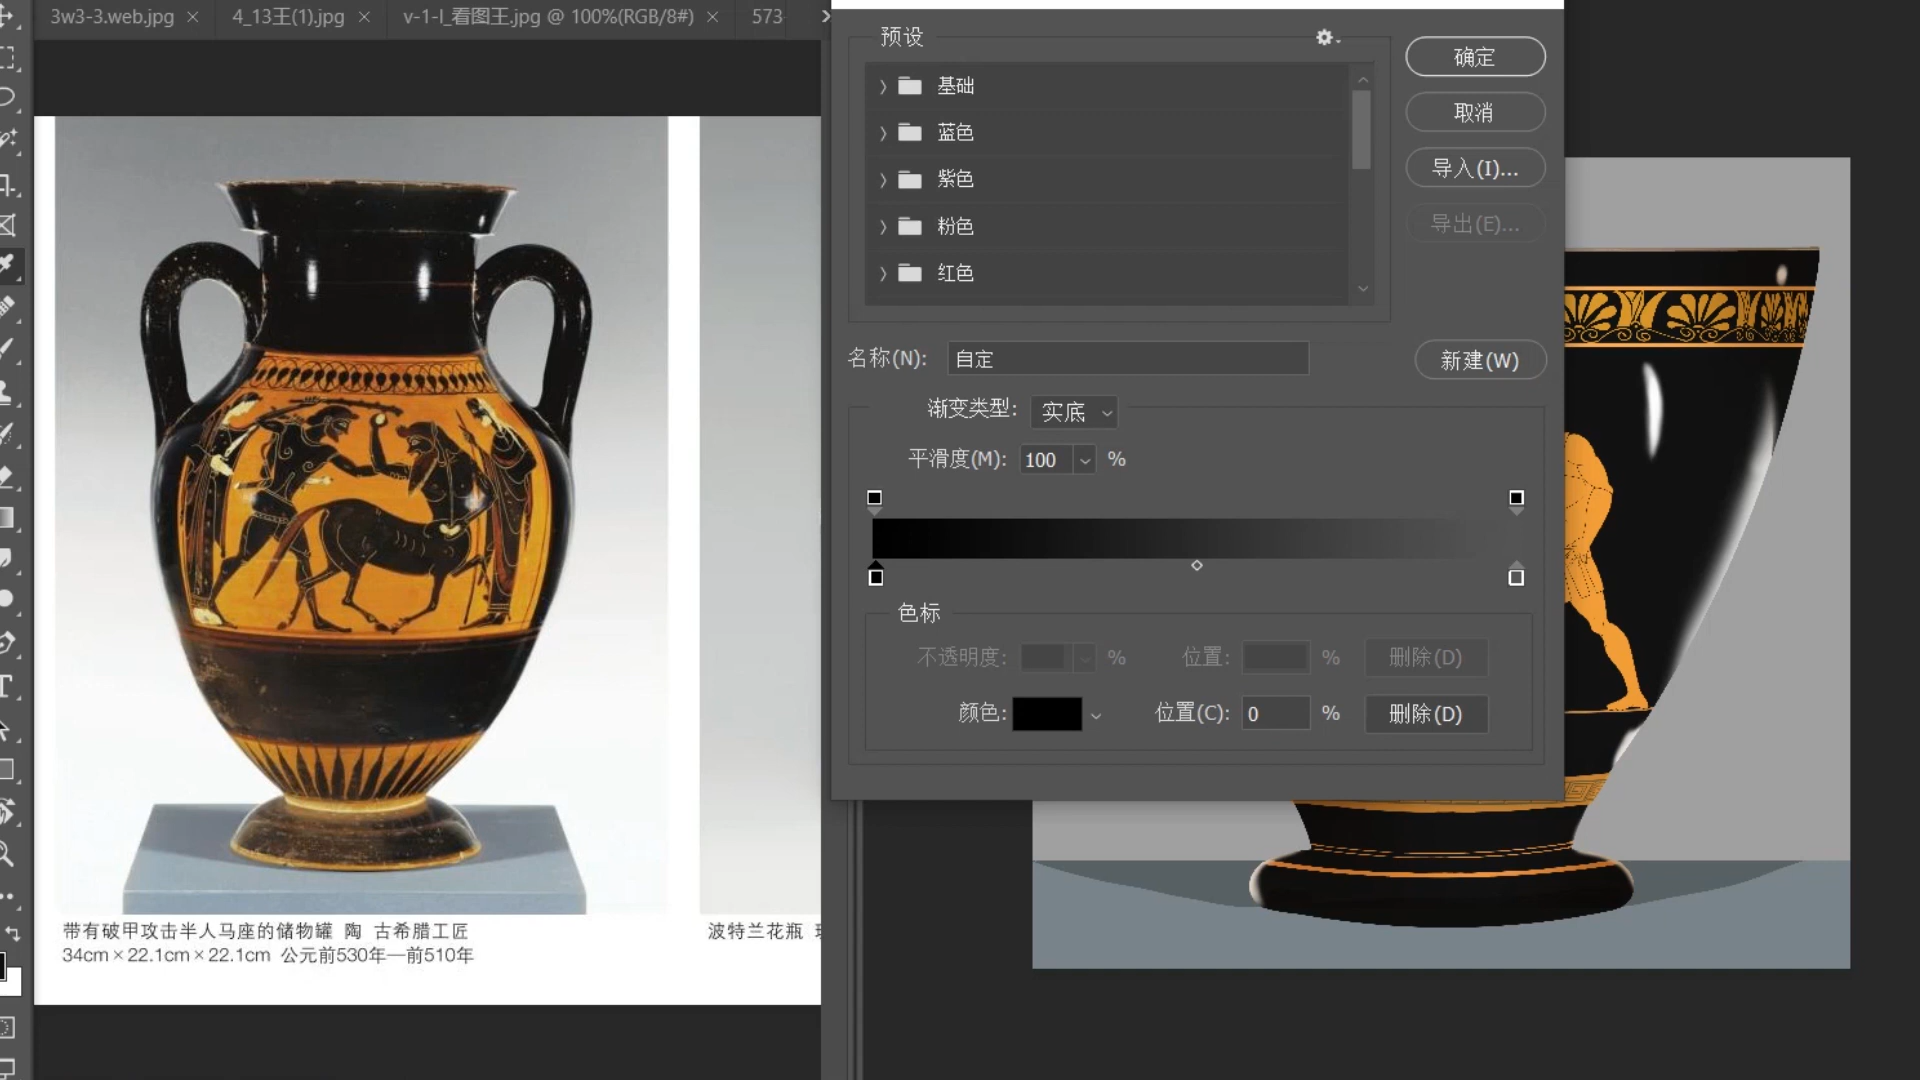 3w3-3.web.jpg × 4_13王(1).jpg × v-1-l_看图王.jpg @ 100%(RGB/8#) × 573
预设
确定
基础
取消
蓝色
导入(I)...
紫色
导出(E)...
粉色
红色
名称(N): 自定 新建(W)
渐变类型: 实底
平滑度(M): 100 %
色标
不透明度: % 位置: % 删除(D)
颜色: 位置(C): 0 % 删除(D)
带有破甲攻击半人马座的储物罐 陶 古希腊工匠
34cm×22.1cm×22.1cm 公元前530年—前510年
波特兰花瓶